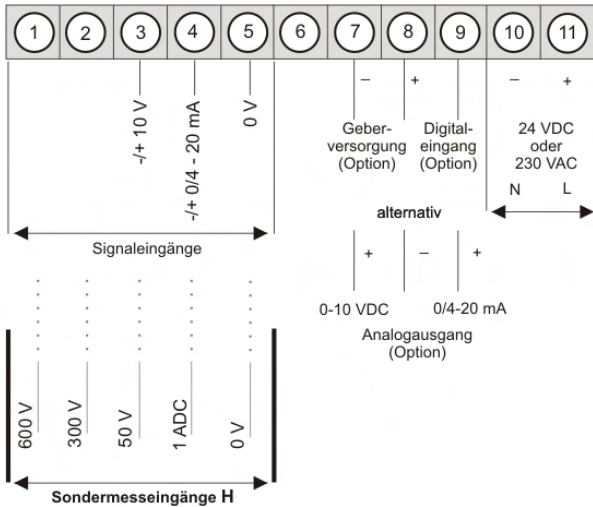 1 2 3 4 5 6 7 8 9 10 11
– + – +
-/+ 10 V
-/+ 0/4 - 20 mA
0 V
Geber-
versorgung
(Option)
Digital-
eingang
(Option)
24 VDC
oder
230 VAC
N L
alternativ
Signaleingänge
+ – +
0-10 VDC 0/4-20 mA
Analogausgang
(Option)
600 V
300 V
50 V
1 ADC
0 V
Sondermesseingänge H